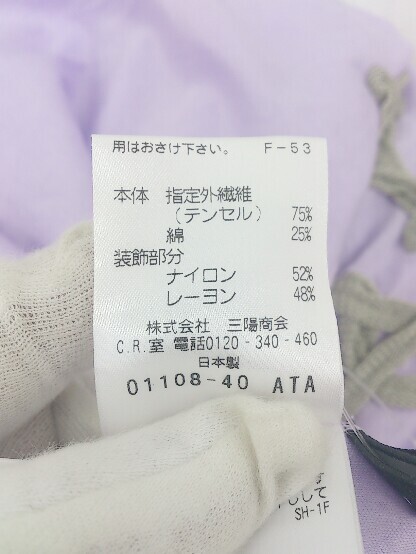 用はおさけ下さい。 F-53
本体 指定外繊維
(テンセル) 75%
綿 25%
装飾部分
ナイロン 52%
レーヨン 48%
株式会社 三陽商会
C.R.室 電話0120-340-460
日本製
01108-40 ATA
して
SH-1F